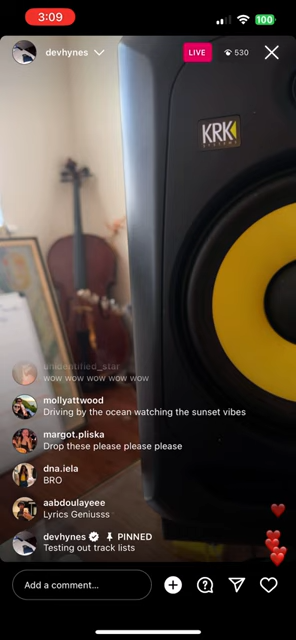 3:09
100
devhynes
LIVE
530
KRK
SYSTEMS
unidentified_star
wow wow wow wow wow
mollyattwood
Driving by the ocean watching the sunset vibes
margot.pliska
Drop these please please please
dna.iela
BRO
aabdoulayeee
Lyrics Geniusss
devhynes PINNED
Testing out track lists
Add a comment...